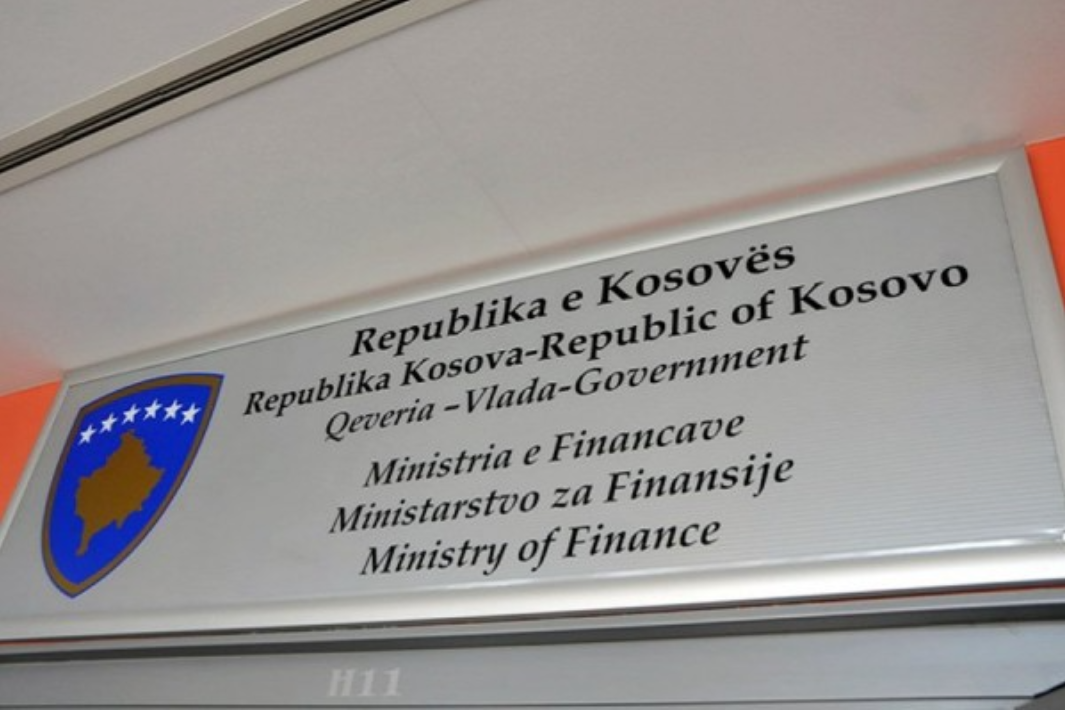 Republika e Kosovës
Republika Kosova-Republic of Kosovo
Qeveria –Vlada-Government
Ministria e Financave
Ministarstvo za Finansije
Ministry of Finance
H11